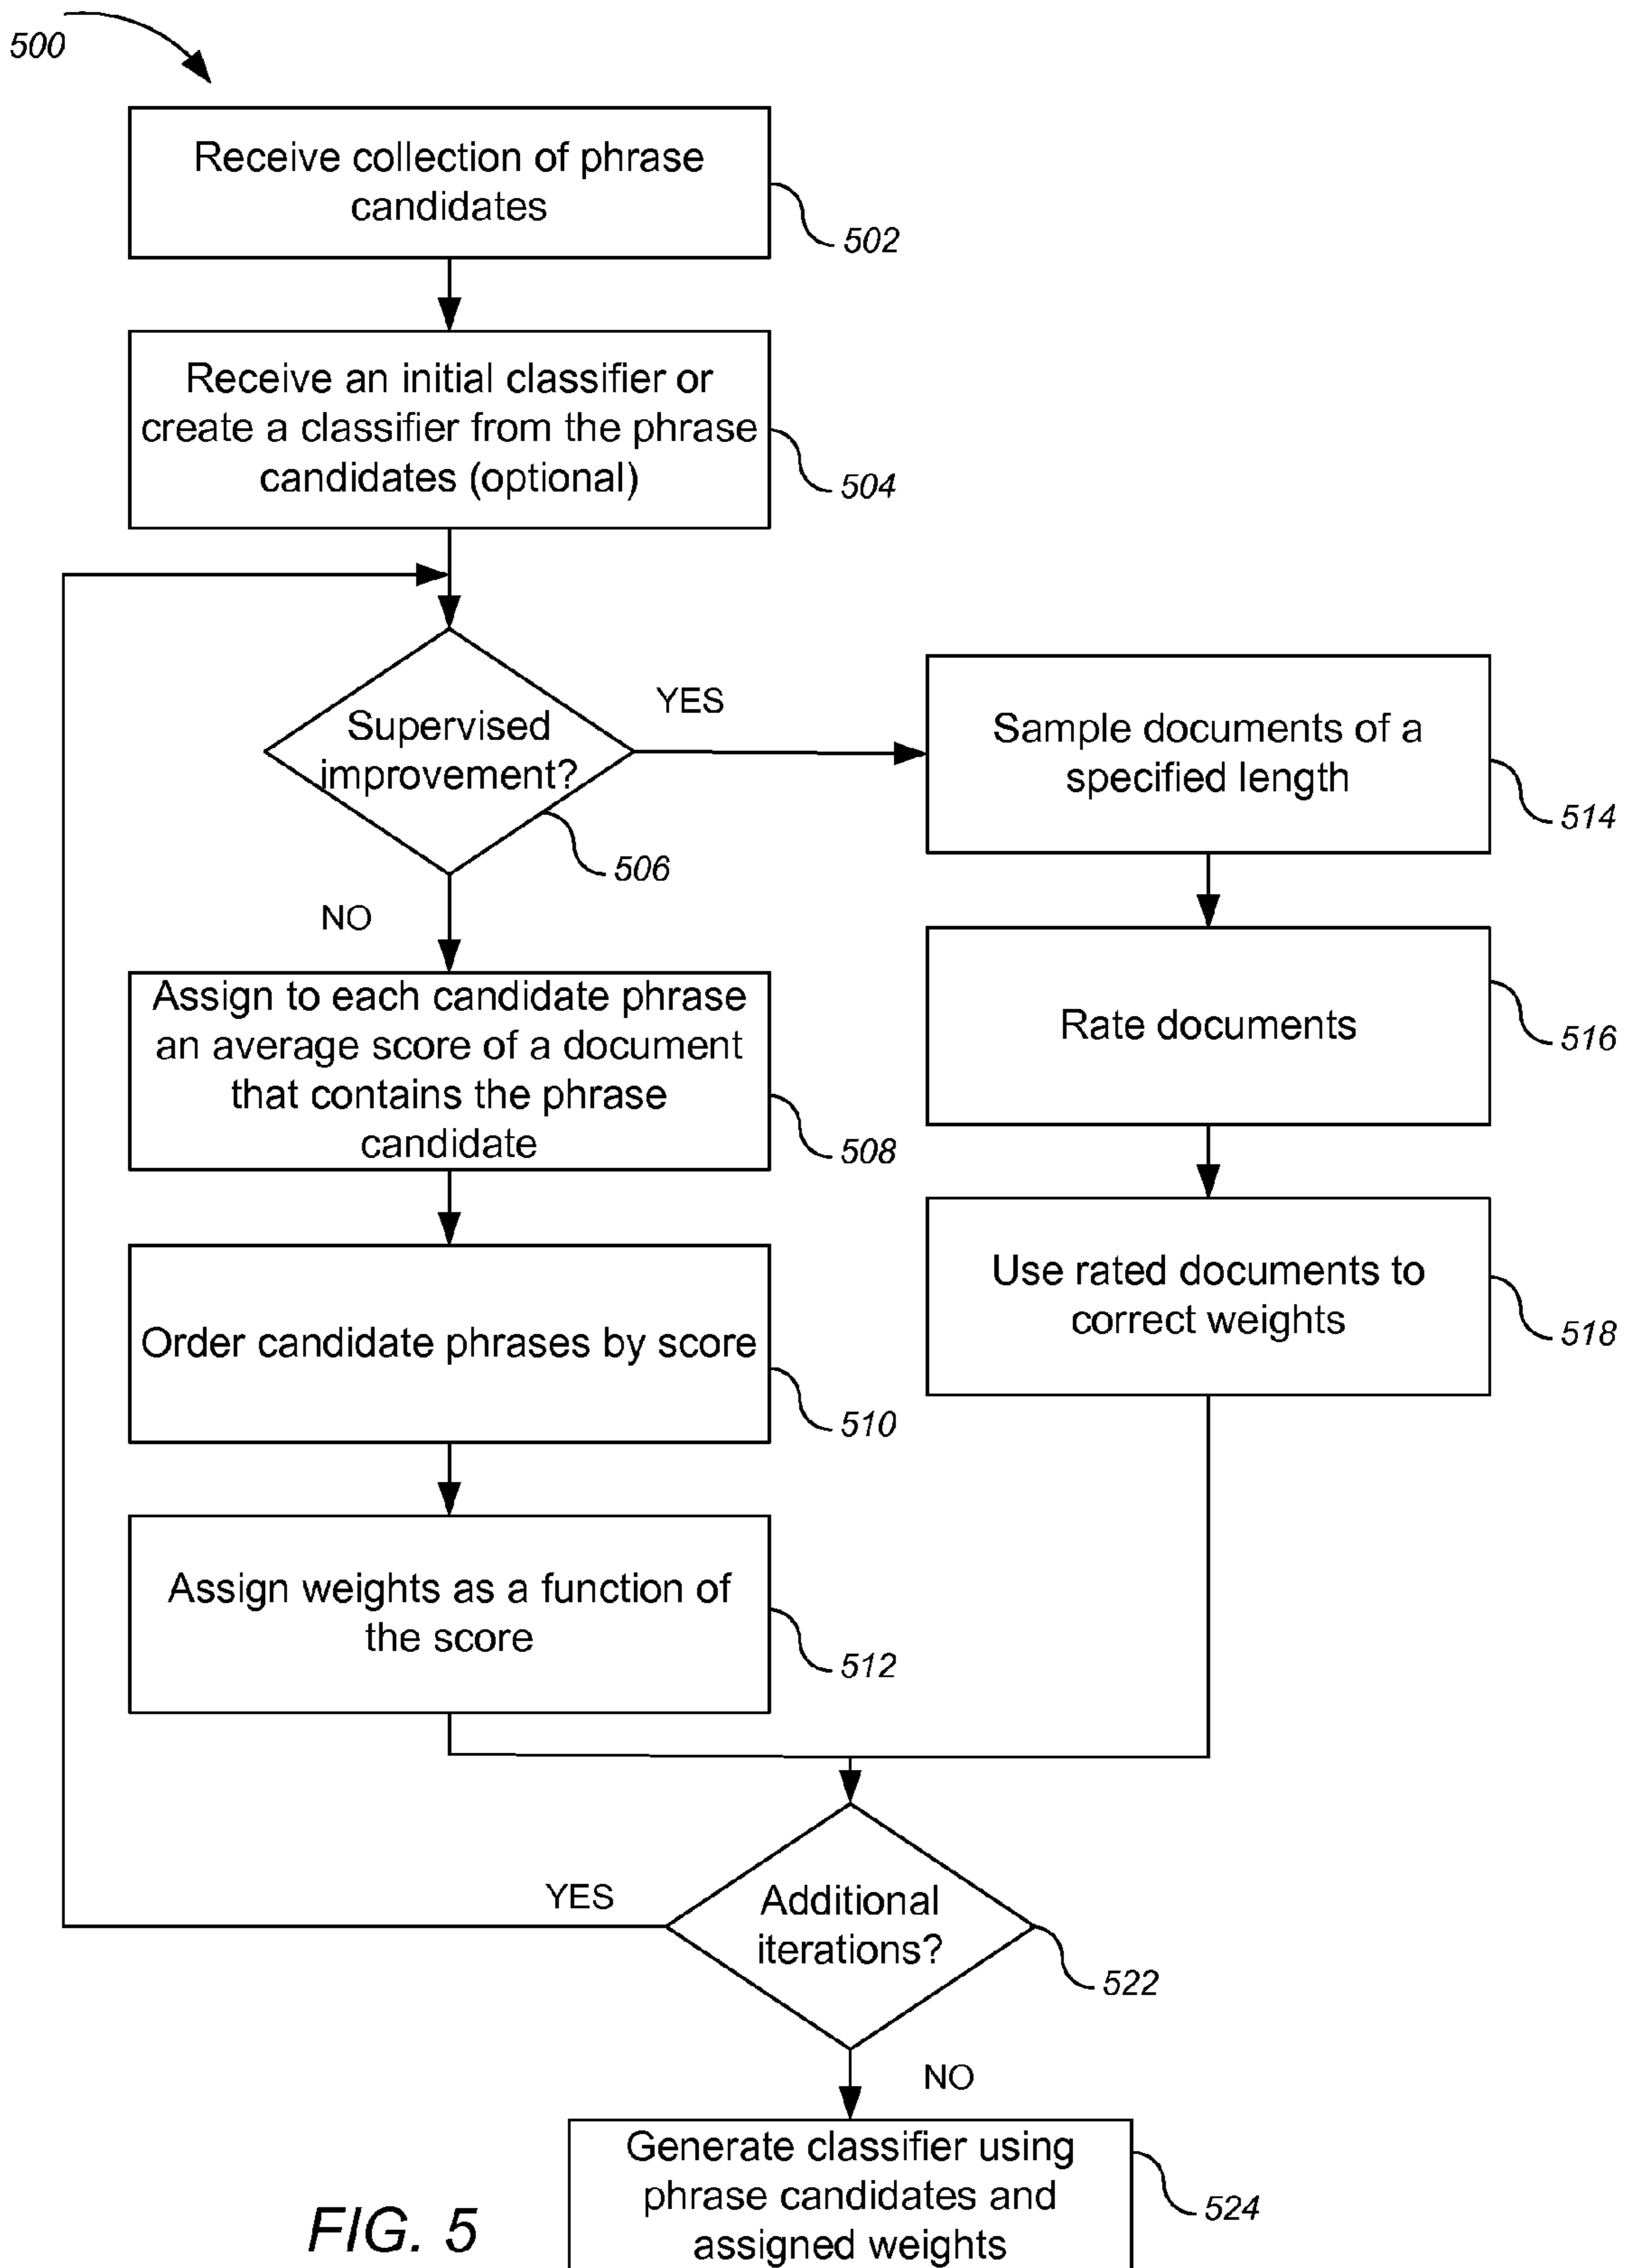 500
Receive collection of phrase
candidates
502
Receive an initial classifier or
create a classifier from the phrase
candidates (optional)
504
Supervised
improvement?
506
YES
NO
Sample documents of a
specified length
514
Rate documents
516
Use rated documents to
correct weights
518
Assign to each candidate phrase
an average score of a document
that contains the phrase
candidate
508
Order candidate phrases by score
510
Assign weights as a function of
the score
512
Additional
iterations?
522
YES
NO
Generate classifier using
phrase candidates and
assigned weights
524
FIG. 5